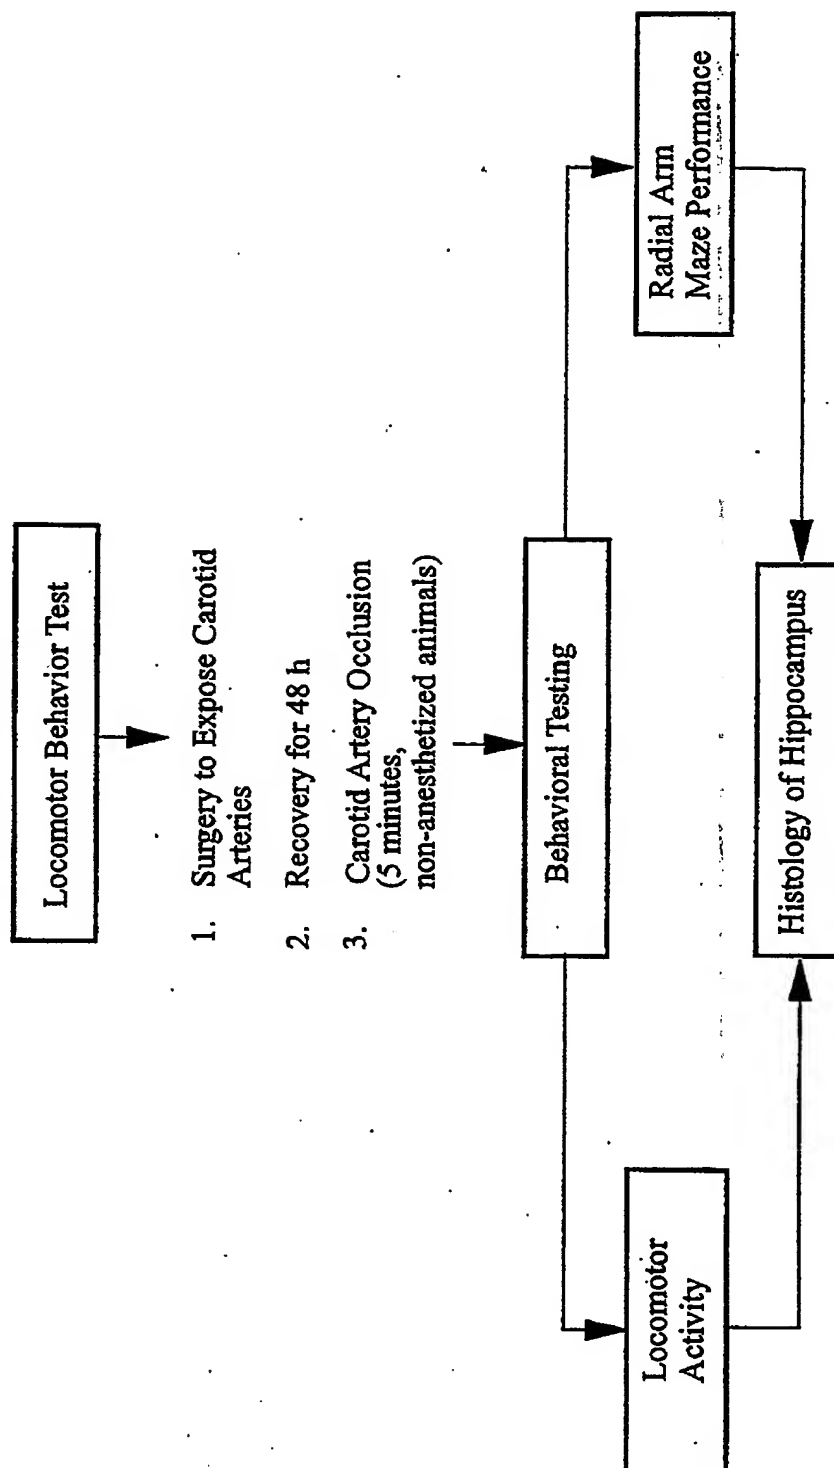 Locomotor Behavior Test
1. Surgery to Expose Carotid
Arteries
2. Recovery for 48 h
3. Carotid Artery Occlusion
(5 minutes,
non-anesthetized animals)
Behavioral Testing
Locomotor
Activity
Radial Arm
Maze Performance
Histology of Hippocampus